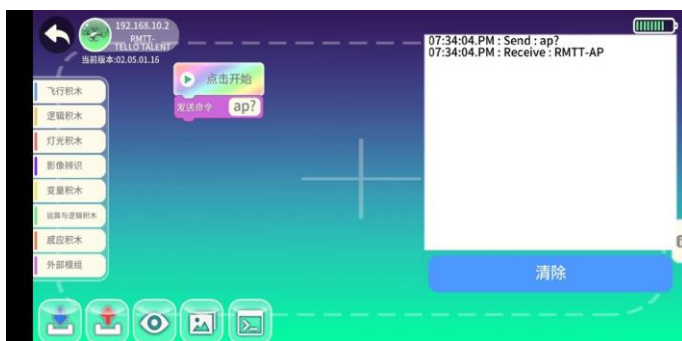 192.168.10.2
RMTT-
TELLO TALENT
当前版本:02.05.01.16
点击开始
发送命令 ap?
飞行积木
逻辑积木
灯光积木
影像辨识
变量积木
运算与逻辑积木
感应积木
外部模组
07:34:04.PM : Send : ap?
07:34:04.PM : Receive : RMTT-AP
清除